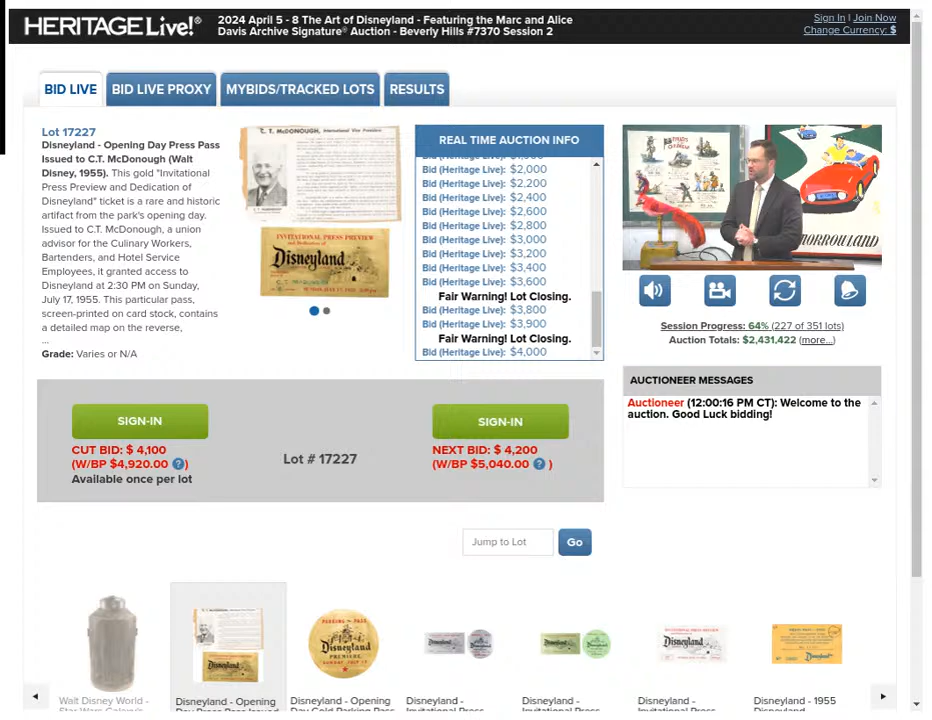 HERITAGE Live!®
2024 April 5 - 8 The Art of Disneyland - Featuring the Marc and Alice
Davis Archive Signature® Auction - Beverly Hills #7370 Session 2
Sign In | Join Now
Change Currency: $
BID LIVE
BID LIVE PROXY
MYBIDS/TRACKED LOTS
RESULTS
Lot 17227
Disneyland - Opening Day Press Pass
Issued to C.T. McDonough (Walt
Disney, 1955). This gold "Invitational
Press Preview and Dedication of
Disneyland" ticket is a rare and historic
artifact from the park's opening day.
Issued to C.T. McDonough, a union
advisor for the Culinary Workers,
Bartenders, and Hotel Service
Employees, it granted access to
Disneyland at 2:30 PM on Sunday,
July 17, 1955. This particular pass,
screen-printed on card stock, contains
a detailed map on the reverse,
...
Grade: Varies or N/A
C. T. McDONOUGH, International Vice President
INVITATIONAL PRESS PREVIEW
and Dedication of
Disneyland
REAL TIME AUCTION INFO
Bid (Heritage Live): $2,000
Bid (Heritage Live): $2,200
Bid (Heritage Live): $2,400
Bid (Heritage Live): $2,600
Bid (Heritage Live): $2,800
Bid (Heritage Live): $3,000
Bid (Heritage Live): $3,200
Bid (Heritage Live): $3,400
Bid (Heritage Live): $3,600
Fair Warning! Lot Closing.
Bid (Heritage Live): $3,800
Bid (Heritage Live): $3,900
Fair Warning! Lot Closing.
Bid (Heritage Live): $4,000
Session Progress: 64% (227 of 351 lots)
Auction Totals: $2,431,422 (more...)
AUCTIONEER MESSAGES
Auctioneer (12:00:16 PM CT): Welcome to the
auction. Good Luck bidding!
SIGN-IN
CUT BID: $ 4,100
(W/BP $4,920.00 ?)
Available once per lot
Lot # 17227
SIGN-IN
NEXT BID: $ 4,200
(W/BP $5,040.00 ? )
Jump to Lot
Go
Disneyland
PREMIERE
SUNDAY JULY 17
Walt Disney World -
Disneyland - Opening
Disneyland - Opening
Disneyland -
Disneyland -
Disneyland -
Disneyland - 1955